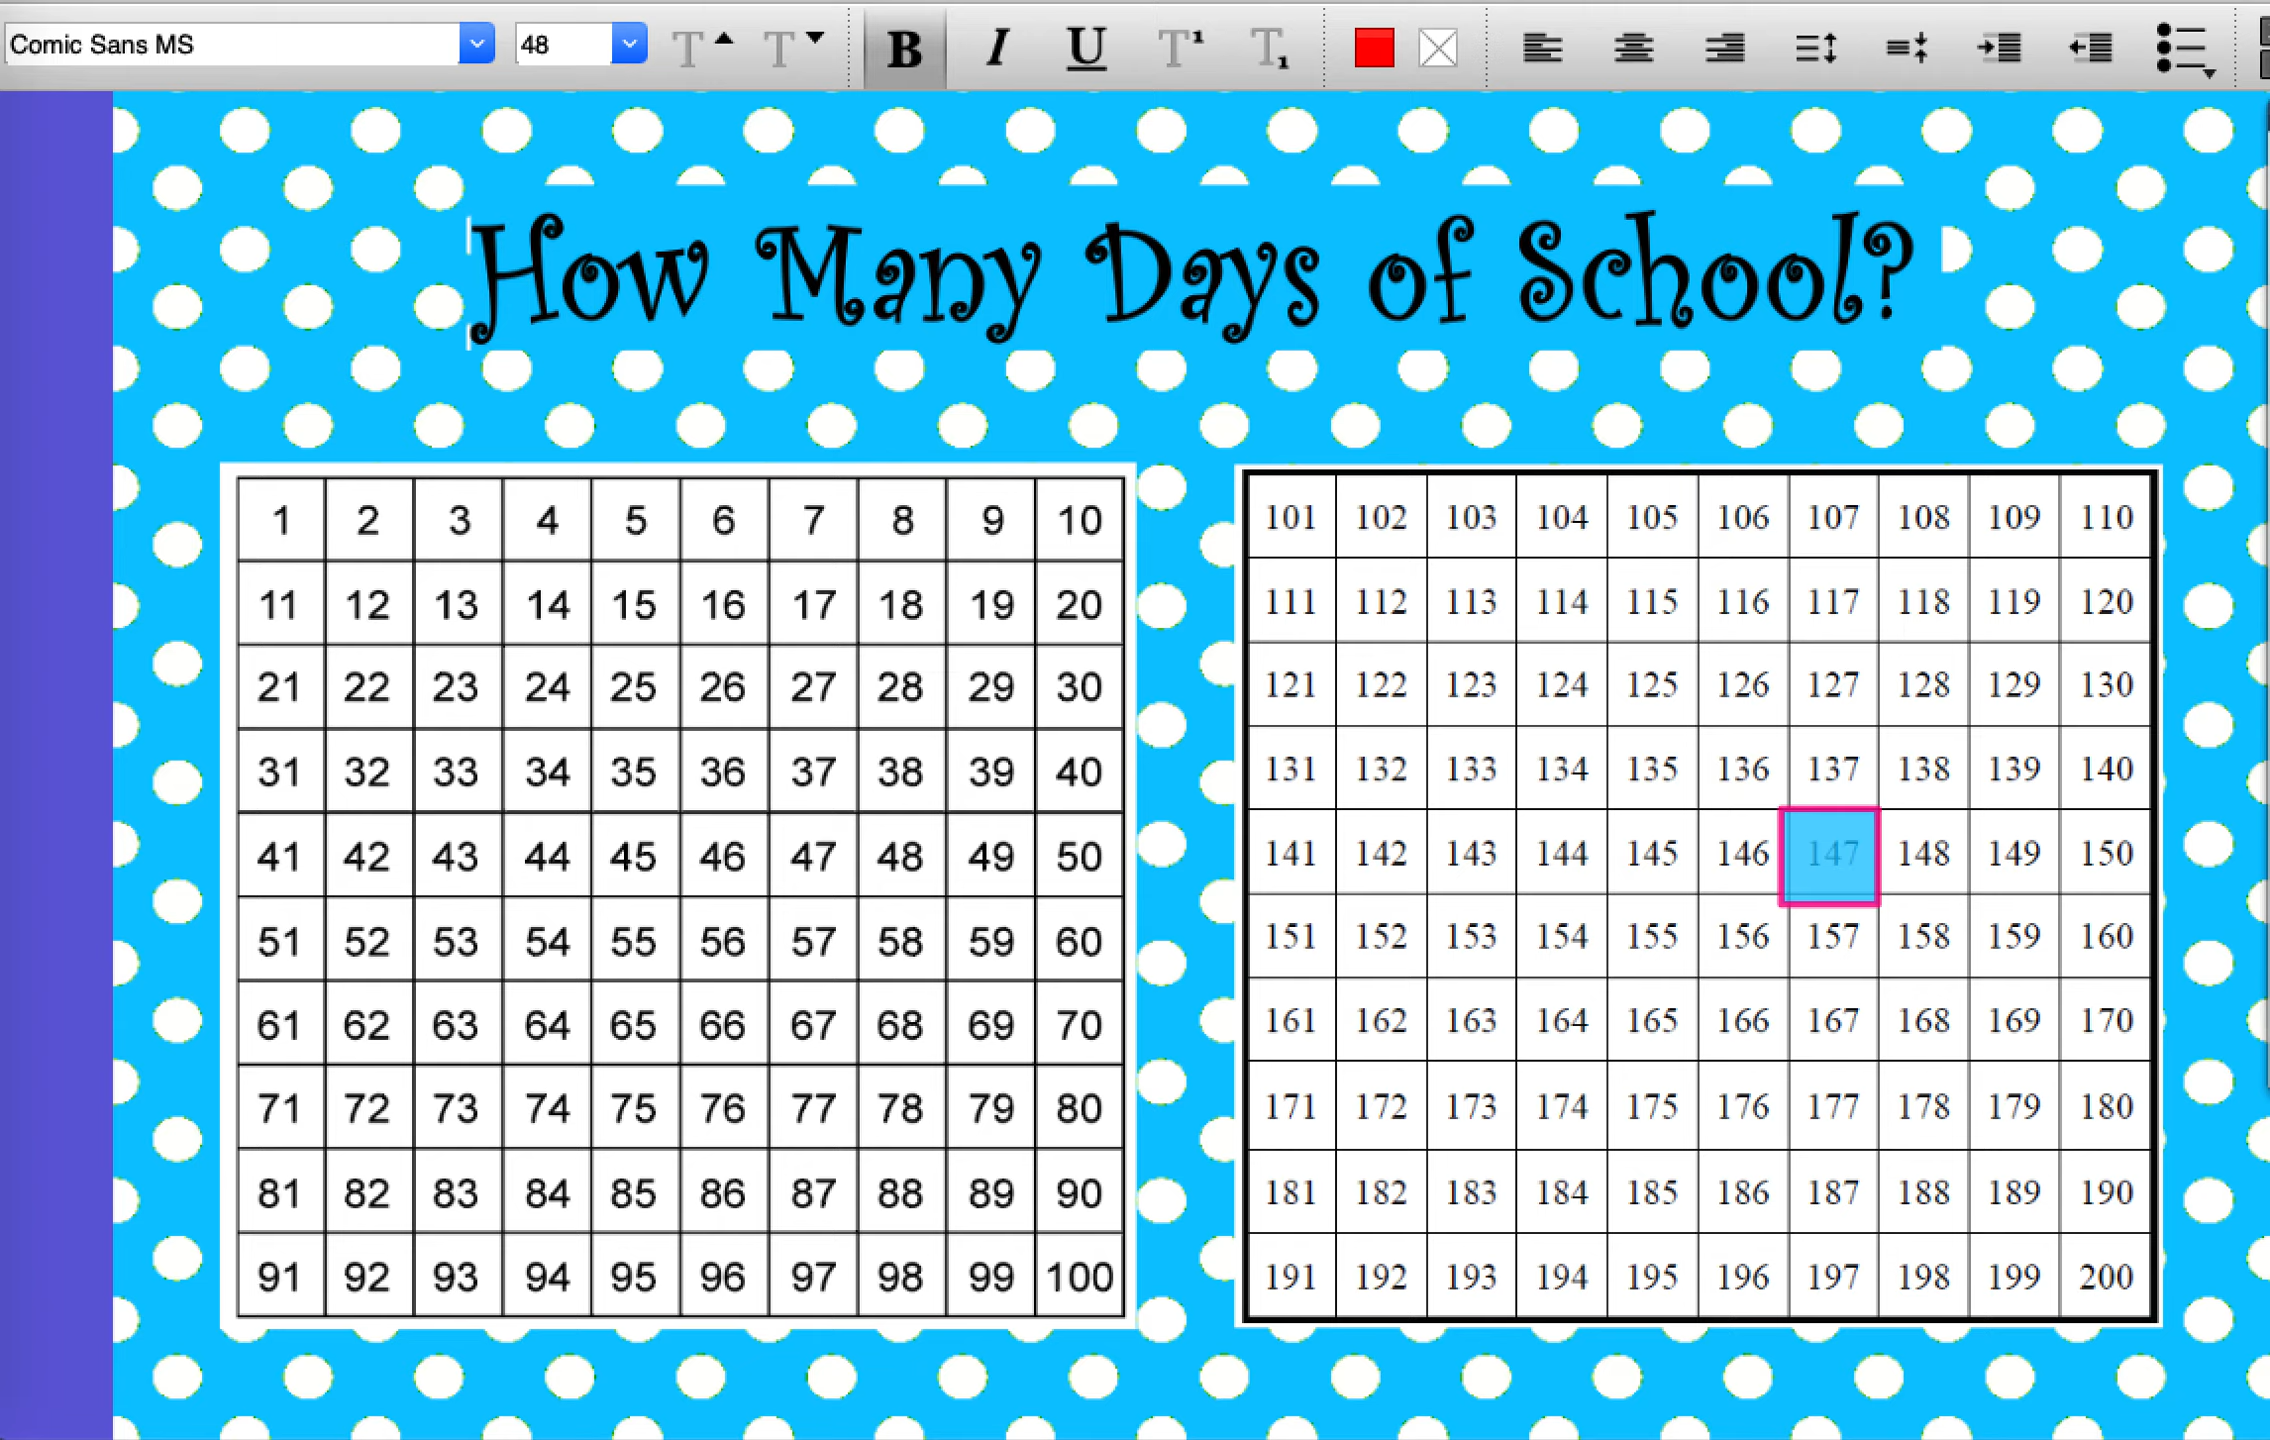 Comic Sans MS 48 T T B I U T¹ T₁
How Many Days of School?
1 2 3 4 5 6 7 8 9 10
11 12 13 14 15 16 17 18 19 20
21 22 23 24 25 26 27 28 29 30
31 32 33 34 35 36 37 38 39 40
41 42 43 44 45 46 47 48 49 50
51 52 53 54 55 56 57 58 59 60
61 62 63 64 65 66 67 68 69 70
71 72 73 74 75 76 77 78 79 80
81 82 83 84 85 86 87 88 89 90
91 92 93 94 95 96 97 98 99 100
101 102 103 104 105 106 107 108 109 110
111 112 113 114 115 116 117 118 119 120
121 122 123 124 125 126 127 128 129 130
131 132 133 134 135 136 137 138 139 140
141 142 143 144 145 146 147 148 149 150
151 152 153 154 155 156 157 158 159 160
161 162 163 164 165 166 167 168 169 170
171 172 173 174 175 176 177 178 179 180
181 182 183 184 185 186 187 188 189 190
191 192 193 194 195 196 197 198 199 200